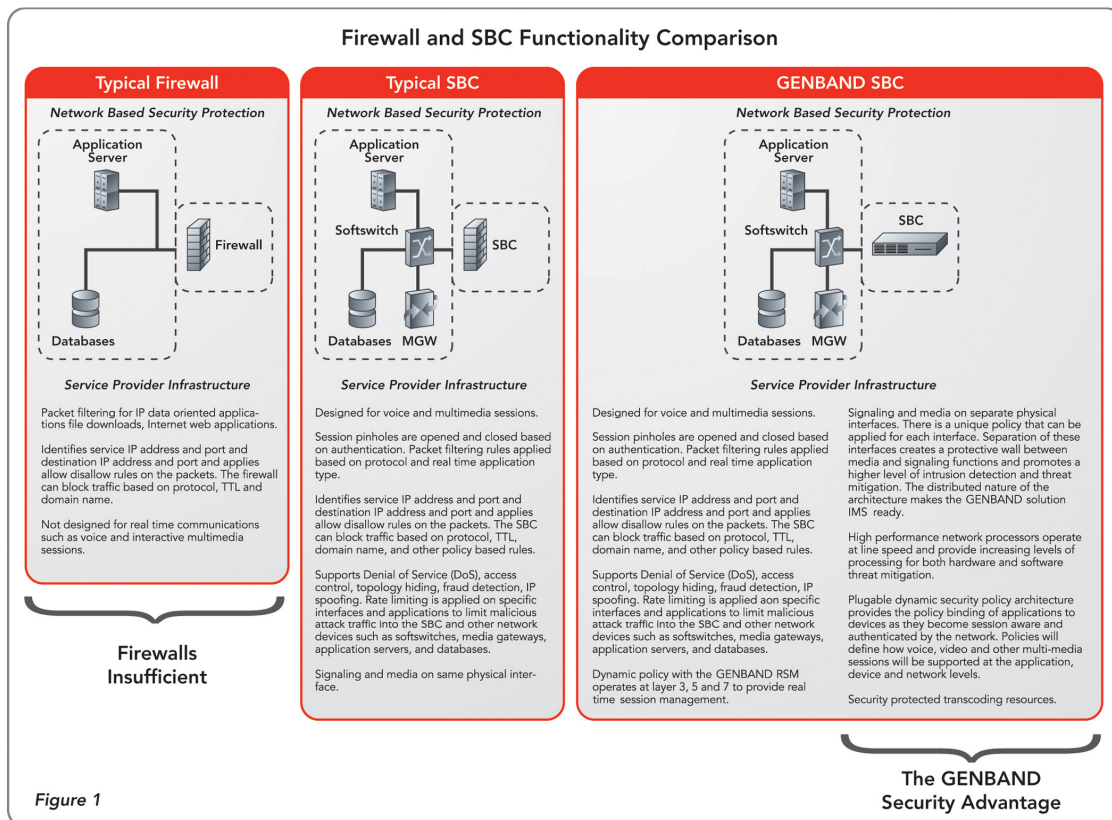 Firewall and SBC Functionality Comparison
Typical Firewall
Network Based Security Protection
Application
Server
Firewall
Databases
Service Provider Infrastructure
Packet filtering for IP data oriented applica-
tions file downloads, Internet web applications.
Identifies service IP address and port and
destination IP address and port and applies
allow disallow rules on the packets. The firewall
can block traffic based on protocol, TTL and
domain name.
Not designed for real time communications
such as voice and interactive multimedia
sessions.
Firewalls
Insufficient
Typical SBC
Network Based Security Protection
Application
Server
Softswitch
SBC
Databases
MGW
Service Provider Infrastructure
Designed for voice and multimedia sessions.
Session pinholes are opened and closed based
on authentication. Packet filtering rules applied
based on protocol and real time application
type.
Identifies service IP address and port and
destination IP address and port and applies
allow disallow rules on the packets. The SBC
can block traffic based on protocol, TTL,
domain name, and other policy based rules.
Supports Denial of Service (DoS), access
control, topology hiding, fraud detection, IP
spoofing. Rate limiting is applied on specific
interfaces and applications to limit malicious
attack traffic into the SBC and other network
devices such as softswitches, media gateways,
application servers, and databases.
Signaling and media on same physical inter-
face.
GENBAND SBC
Network Based Security Protection
Application
Server
Softswitch
SBC
Databases
MGW
Service Provider Infrastructure
Designed for voice and multimedia sessions.
Session pinholes are opened and closed based
on authentication. Packet filtering rules applied
based on protocol and real time application
type.
Identifies service IP address and port and
destination IP address and port and applies
allow disallow rules on the packets. The SBC
can block traffic based on protocol, TTL,
domain name, and other policy based rules.
Supports Denial of Service (DoS), access
control, topology hiding, fraud detection, IP
spoofing. Rate limiting is applied aon specific
interfaces and applications to limit malicious
attack traffic into the SBC and other network
devices such as softswitches, media gateways,
application servers, and databases.
Dynamic policy with the GENBAND RSM
operates at layer 3, 5 and 7 to provide real
time session management.
Signaling and media on separate physical
interfaces. There is a unique policy that can be
applied for each interface. Separation of these
interfaces creates a protective wall between
media and signaling functions and promotes a
higher level of intrusion detection and threat
mitigation. The distributed nature of the
architecture makes the GENBAND solution
IMS ready.
High performance network processors operate
at line speed and provide increasing levels of
processing for both hardware and software
threat mitigation.
Plugable dynamic security policy architecture
provides the policy binding of applications to
devices as they become session aware and
authenticated by the network. Policies will
define how voice, video and other multi-media
sessions will be supported at the application,
device and network levels.
Security protected transcoding resources.
The GENBAND
Security Advantage
Figure 1